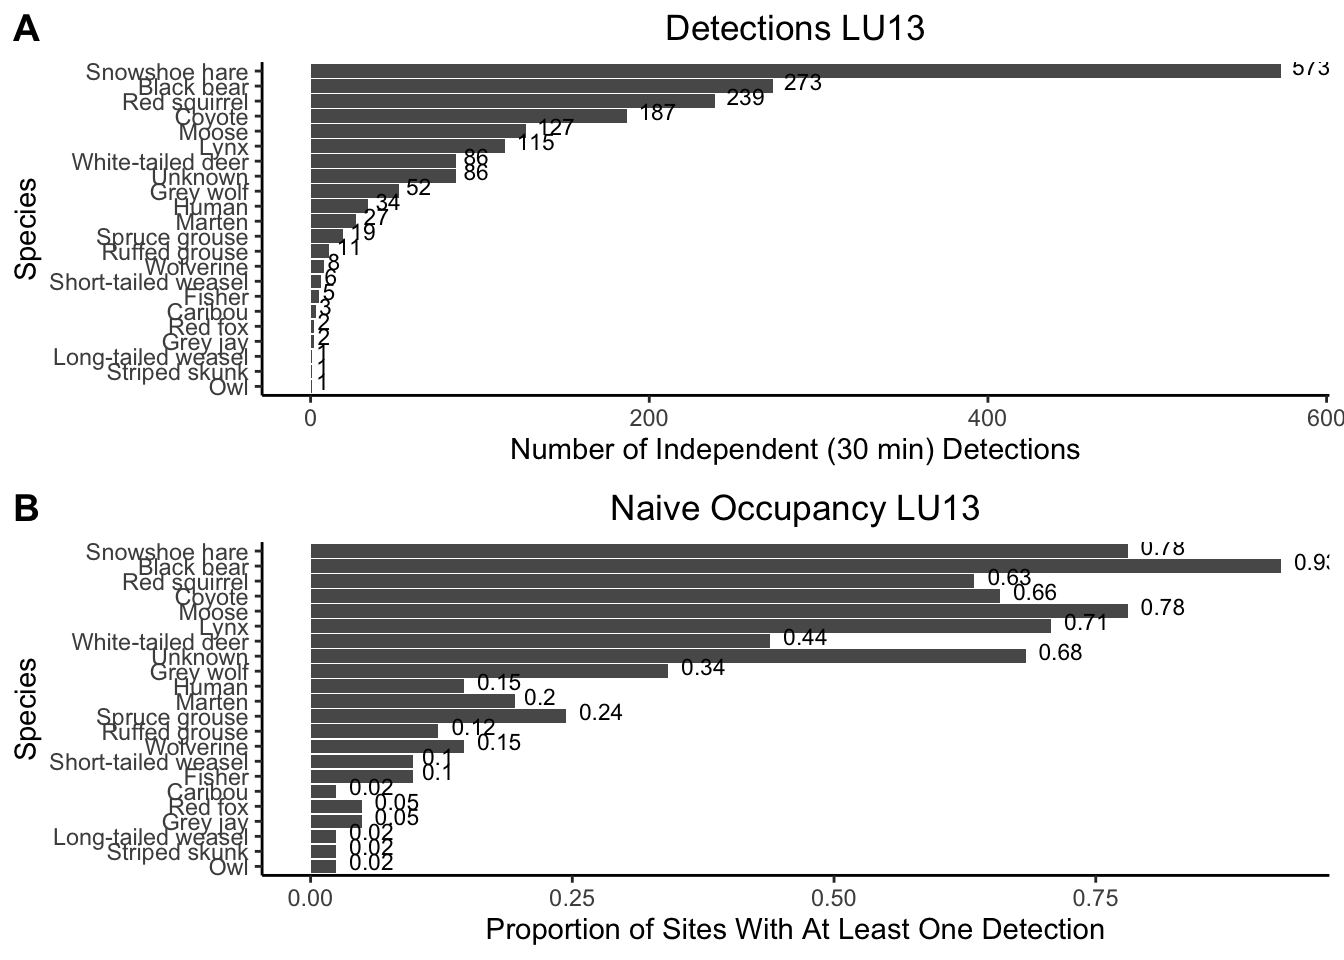 A
Detections LU13
Species
Snowshoe hare 573
Black bear 273
Red squirrel 239
Coyote 187
Moose 127
Lynx 115
White-tailed deer 86
Unknown 86
Grey wolf 52
Human 34
Marten 27
Spruce grouse 19
Ruffed grouse 11
Wolverine 8
Short-tailed weasel 6
Fisher 5
Caribou 3
Red fox 2
Grey jay 2
Long-tailed weasel 1
Striped skunk 1
Owl 1
0 200 400 600
Number of Independent (30 min) Detections
B
Naive Occupancy LU13
Species
Snowshoe hare 0.78
Black bear 0.93
Red squirrel 0.63
Coyote 0.66
Moose 0.78
Lynx 0.71
White-tailed deer 0.44
Unknown 0.68
Grey wolf 0.34
Human 0.15
Marten 0.2
Spruce grouse 0.24
Ruffed grouse 0.12
Wolverine 0.15
Short-tailed weasel 0.1
Fisher 0.1
Caribou 0.02
Red fox 0.05
Grey jay 0.05
Long-tailed weasel 0.02
Striped skunk 0.02
Owl 0.02
0.00 0.25 0.50 0.75
Proportion of Sites With At Least One Detection